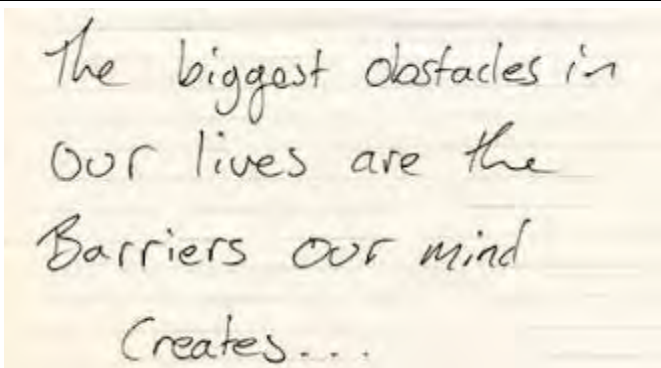 The biggest obstacles in
our lives are the
Barriers our mind
Creates...